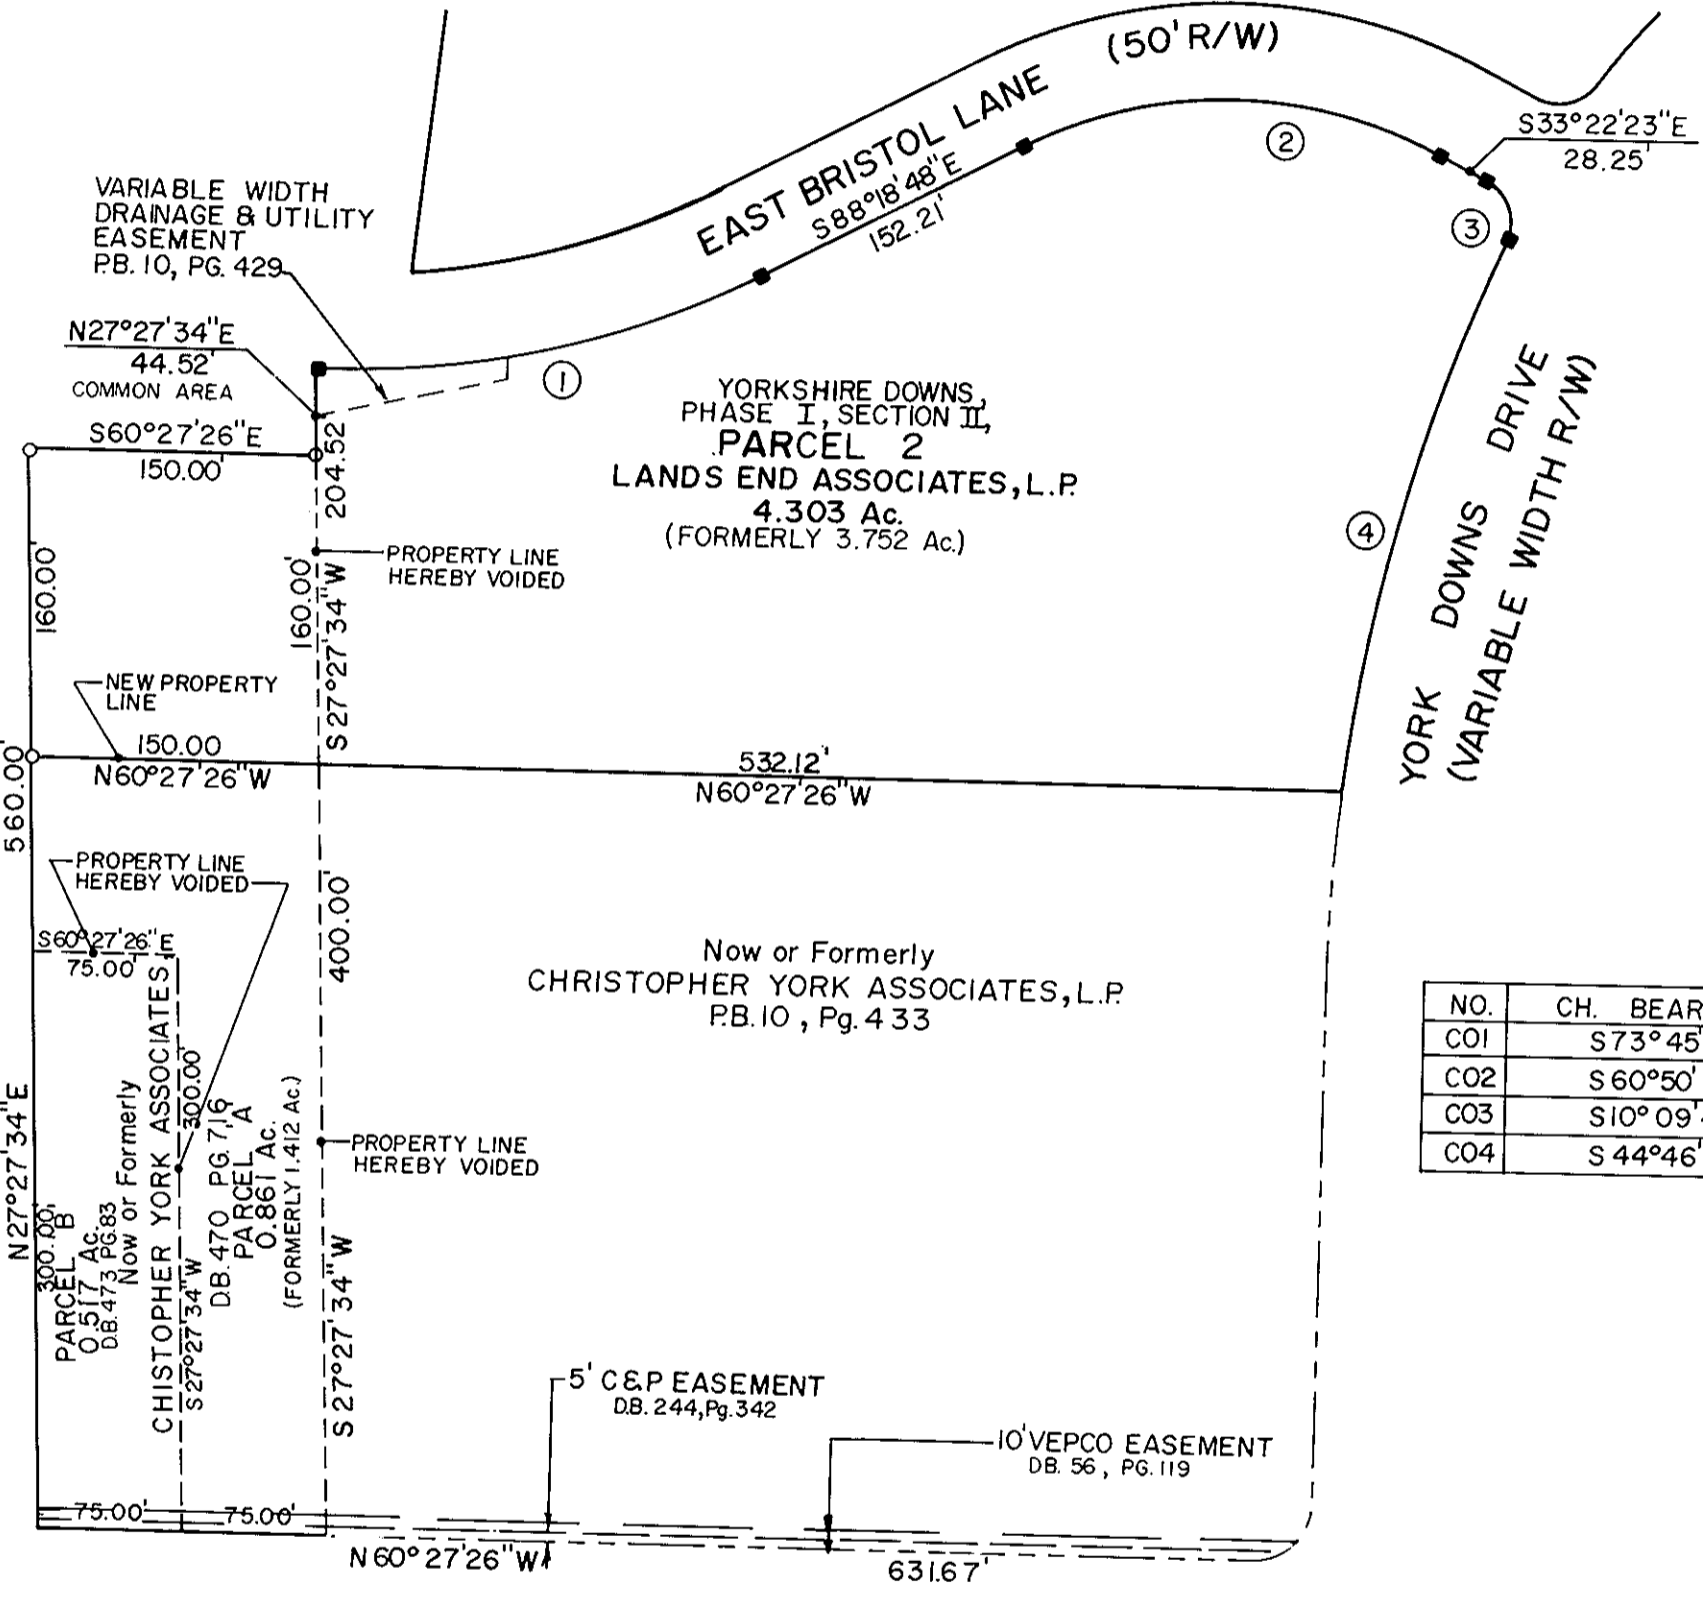 (50' R/W)
EAST BRISTOL LANE
S88°18'48"E
152.21'
2
S33°22'23"E
28.25'
3
VARIABLE WIDTH
DRAINAGE & UTILITY
EASEMENT
P.B. 10, PG. 429
N27°27'34"E
44.52'
COMMON AREA
S60°27'26"E
150.00'
1
204.52
YORKSHIRE DOWNS,
PHASE I, SECTION II,
PARCEL 2
LANDS END ASSOCIATES, L.P.
4.303 Ac.
(FORMERLY 3.752 Ac.)
4
YORK DOWNS DRIVE
(VARIABLE WIDTH R/W)
PROPERTY LINE
HEREBY VOIDED
160.00'
160.00'
S27°27'34"W
NEW PROPERTY
LINE
150.00
N60°27'26"W
532.12'
N60°27'26"W
560.00'
PROPERTY LINE
HEREBY VOIDED
400.00'
S60°27'26"E
75.00'
Now or Formerly
CHRISTOPHER YORK ASSOCIATES, L.P.
P.B. 10, Pg. 433
NO. CH. BEAR
C01 S73°45'
C02 S60°50'
C03 S10°09'
C04 S44°46'
N27°27'34"E
300.00'
PARCEL B
0.517 Ac.
D.B. 473 PG. 83
Now or Formerly
CHISTOPHER YORK ASSOCIATES,
300.00'
S27°27'34"W
D.B. 470 PG. 716
PARCEL A
0.861 Ac.
(FORMERLY 1.412 Ac.)
PROPERTY LINE
HEREBY VOIDED
S27°27'34"W
5' C&P EASEMENT
D.B. 244, Pg. 342
10' VEPCO EASEMENT
DB. 56, PG. 119
75.00'
75.00'
N60°27'26"W
631.67'